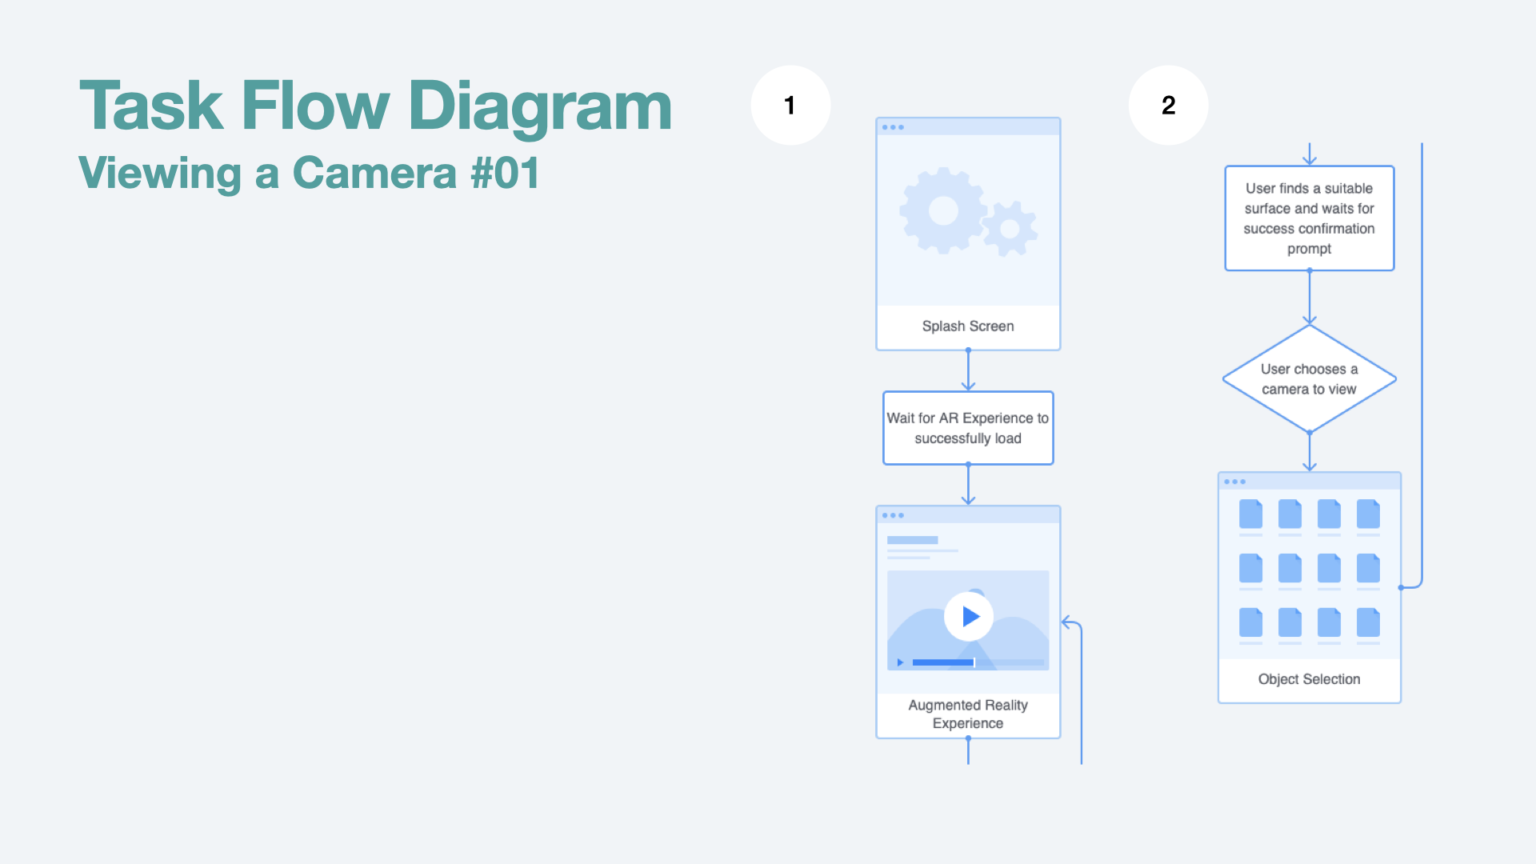 Task Flow Diagram
Viewing a Camera #01
1
Splash Screen
Wait for AR Experience to
successfully load
Augmented Reality
Experience
2
User finds a suitable
surface and waits for
success confirmation
prompt
User chooses a
camera to view
Object Selection